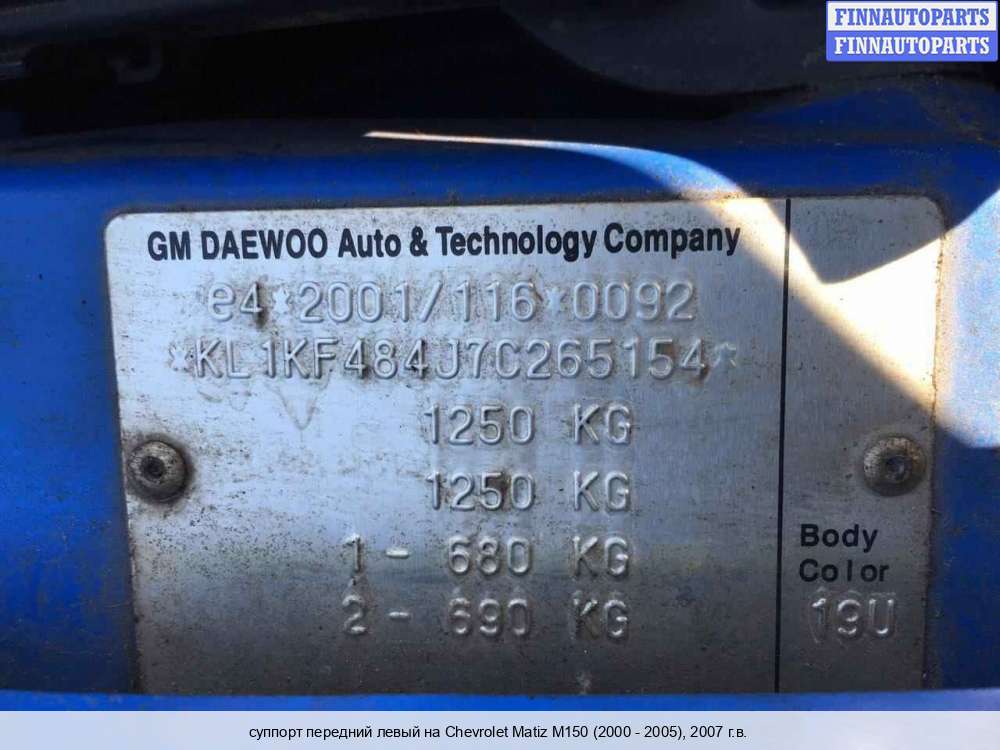 FINNAUTOPARTS
FINNAUTOPARTS
GM DAEWOO Auto & Technology Company
e4*2001/116*0092
*KL1KF484J7C265154*
1250 KG
1250 KG
1 - 680 KG
2 - 690 KG
Body
Color
19U
суппорт передний левый на Chevrolet Matiz M150 (2000 - 2005), 2007 г.в.